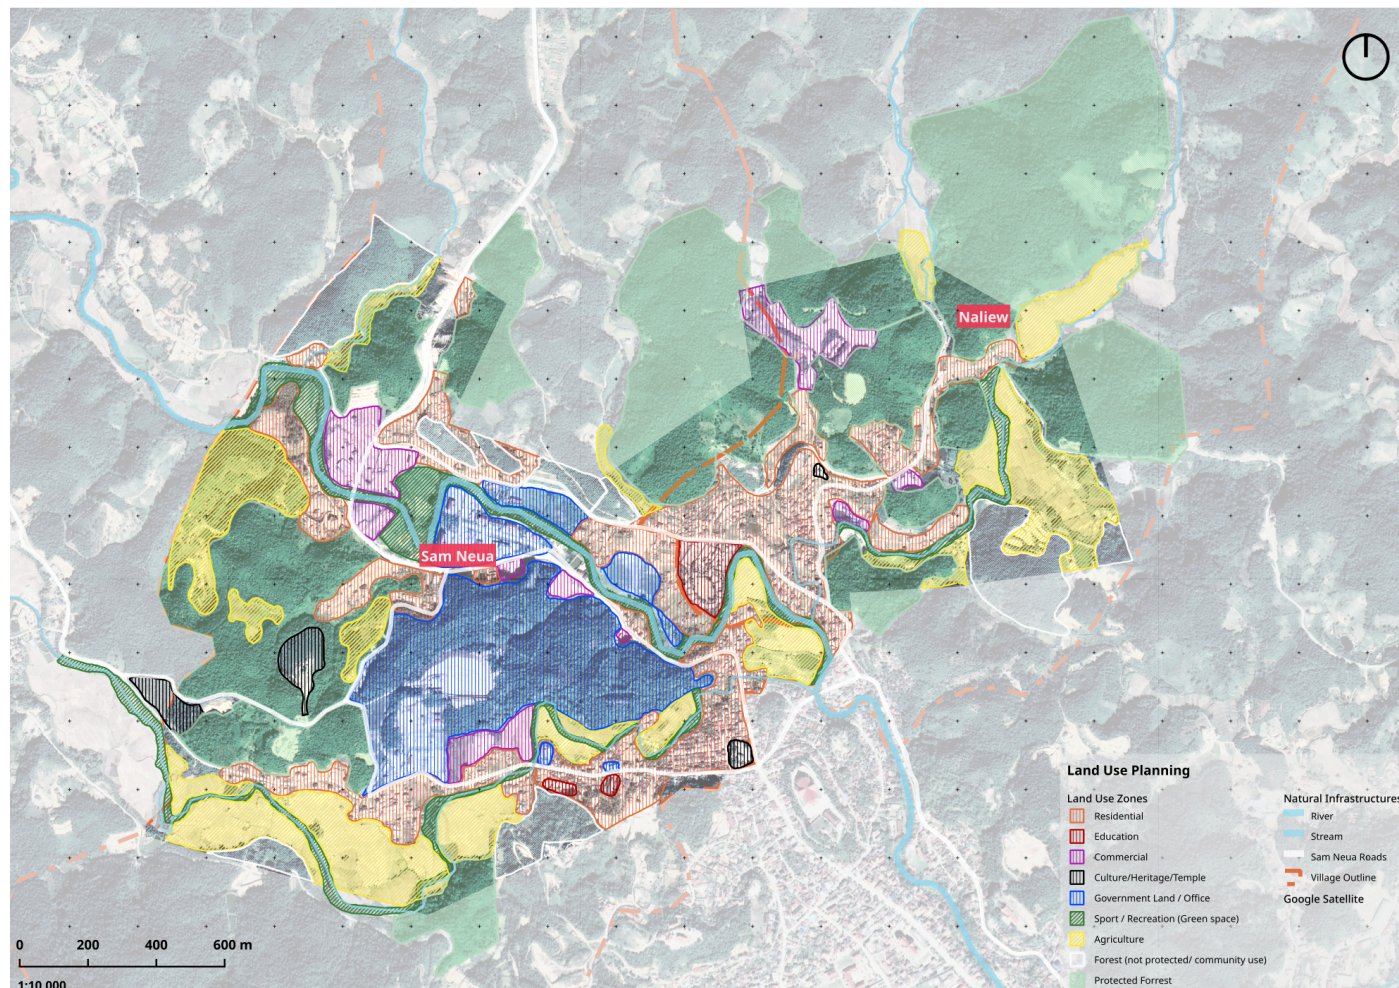 Naliew
Sam Neua
Land Use Planning
Land Use Zones
Residential
Education
Commercial
Culture/Heritage/Temple
Government Land / Office
Sport / Recreation (Green space)
Agriculture
Forest (not protected/ community use)
Protected Forrest
Natural Infrastructures
River
Stream
Sam Neua Roads
Village Outline
Google Satellite
0 200 400 600 m
1:10 000